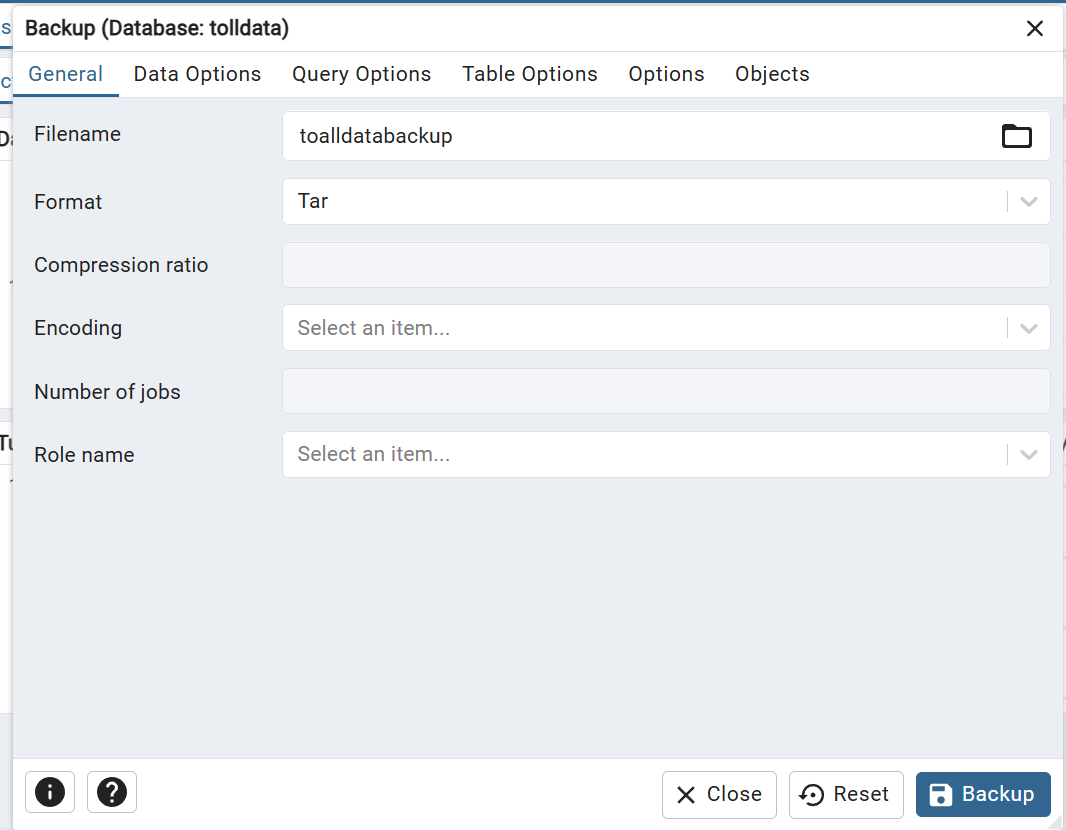 Backup (Database: tolldata)
General Data Options Query Options Table Options Options Objects
Filename toalldatabackup
Format Tar
Compression ratio
Encoding Select an item...
Number of jobs
Role name Select an item...
Close Reset Backup